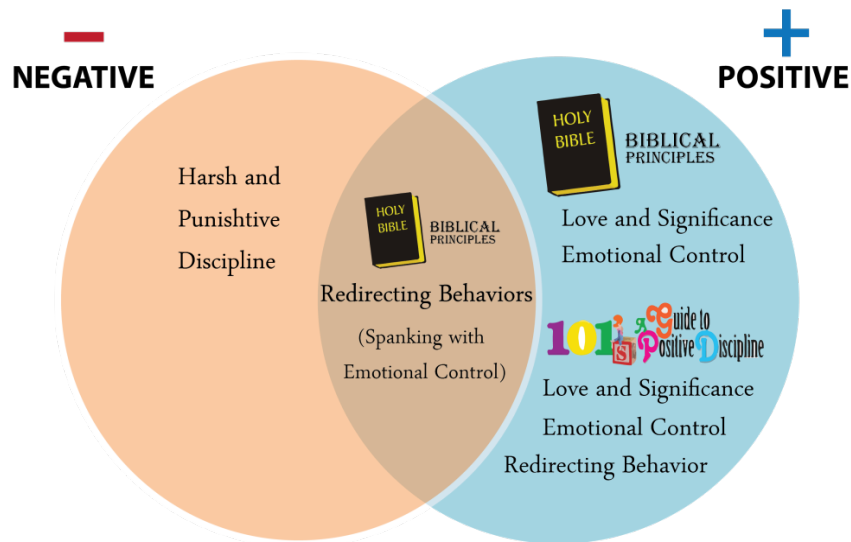 NEGATIVE
POSITIVE
Harsh and
Punishtive
Discipline
HOLY
BIBLE
BIBLICAL
PRINCIPLES
Redirecting Behaviors
(Spanking with
Emotional Control)
HOLY
BIBLE
BIBLICAL
PRINCIPLES
Love and Significance
Emotional Control
101's A Guide to
Positive Discipline
Love and Significance
Emotional Control
Redirecting Behavior